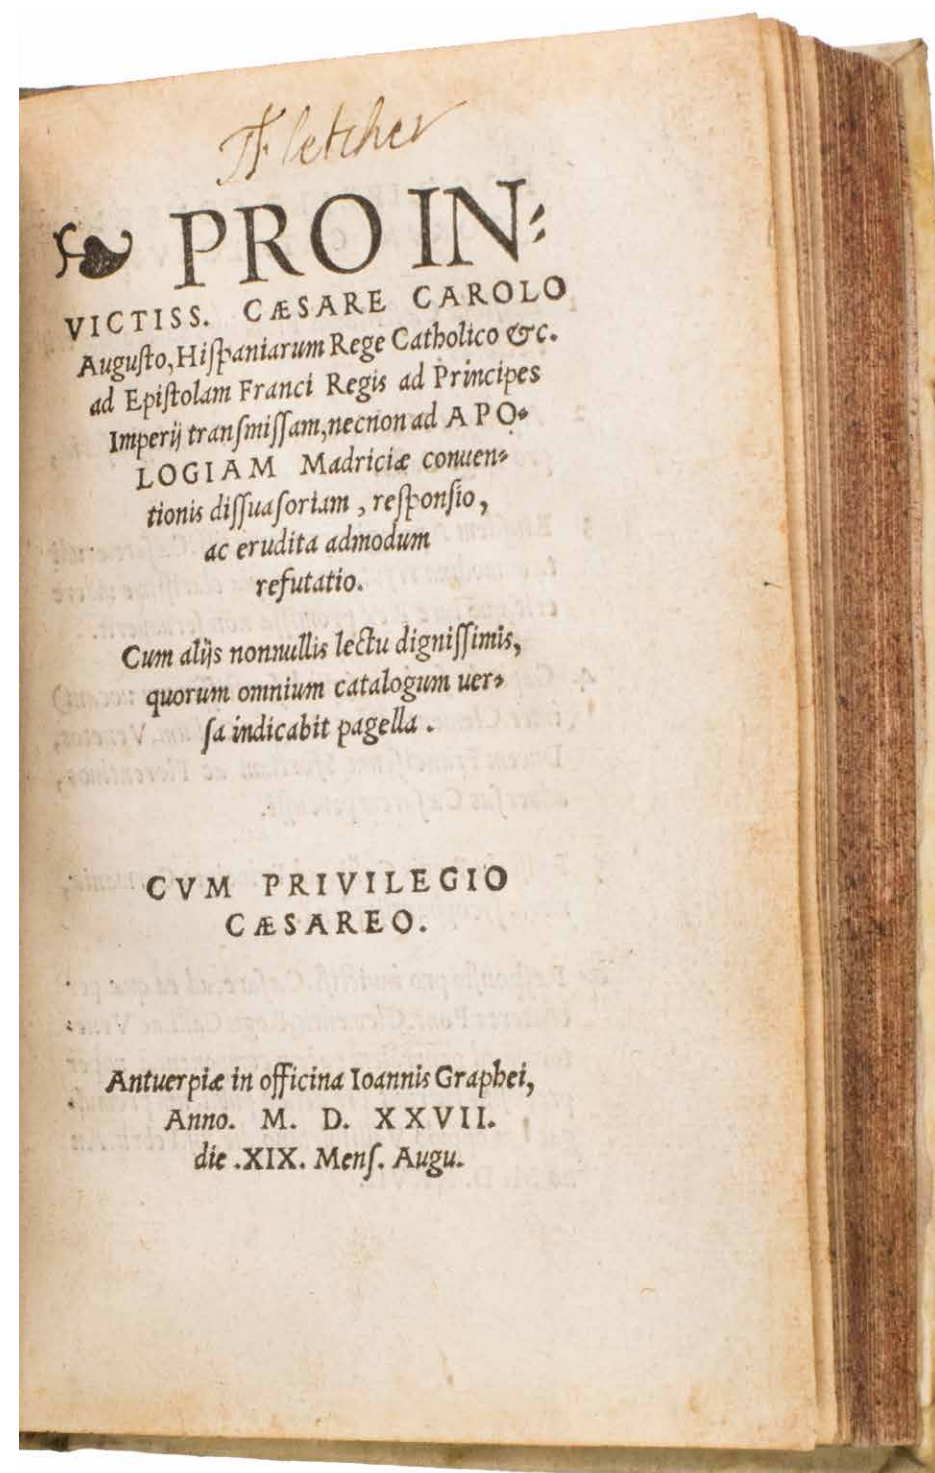 Fletcher
❧ PRO IN⸗
VICTISS. CÆSARE CAROLO
Auguſto, Hiſpaniarum Rege Catholico &c.
ad Epiſtolam Franci Regis ad Principes
Imperij tranſmiſſam, necnon ad APO⸗
LOGIAM Madriciæ conuen⸗
tionis diſſuaſoriam, reſponſio,
ac erudita admodum
refutatio.
Cum alijs nonnullis lectu digniſſimis,
quorum omnium catalogum uer⸗
ſa indicabit pagella.
CVM PRIVILEGIO
CÆSAREO.
Antuerpiæ in officina Ioannis Graphei,
Anno. M. D. XXVII.
die .XIX. Menſ. Augu.